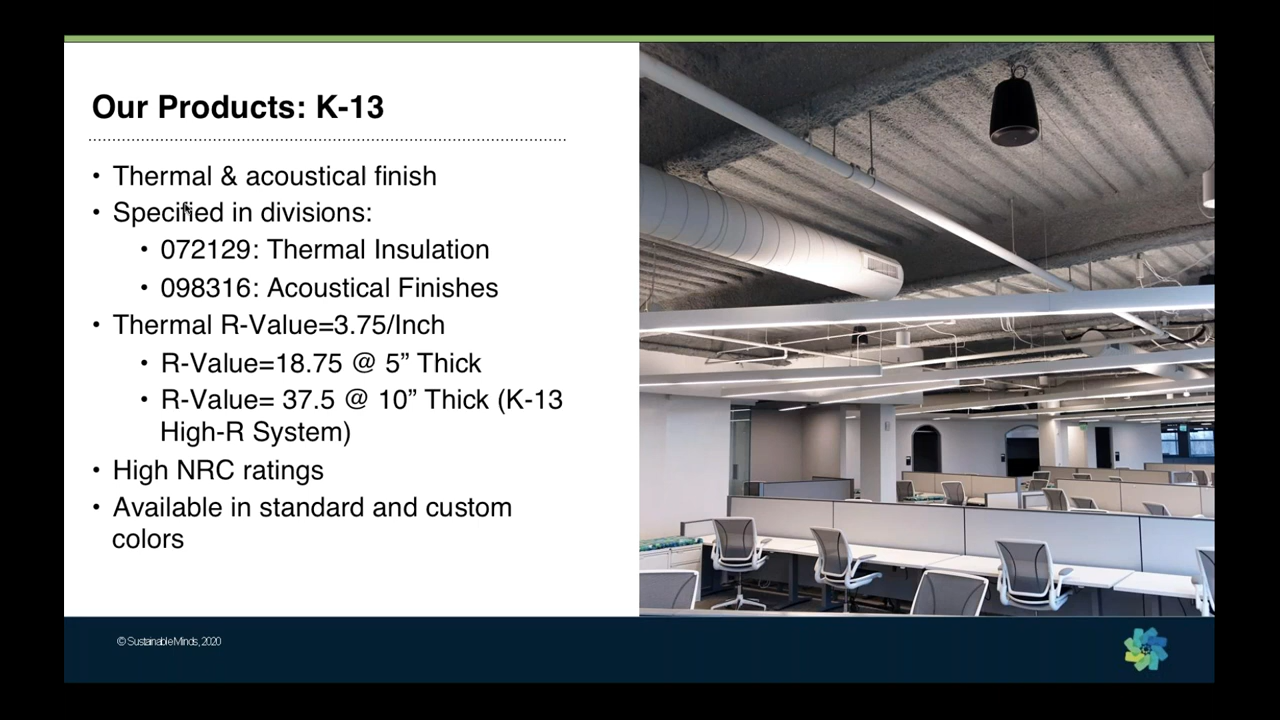 Our Products: K-13
• Thermal & acoustical finish
• Specified in divisions:
• 072129: Thermal Insulation
• 098316: Acoustical Finishes
• Thermal R-Value=3.75/Inch
• R-Value=18.75 @ 5” Thick
• R-Value= 37.5 @ 10” Thick (K-13
High-R System)
• High NRC ratings
• Available in standard and custom
colors
© Sustainable Minds, 2020